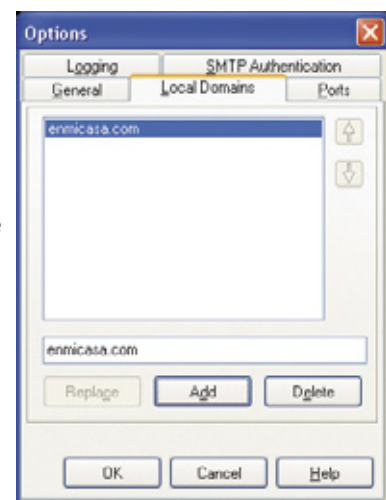 Options
Logging SMTP Authentication
General Local Domains Ports
enmicasa.com
enmicasa.com
Replace Add Delete
OK Cancel Help
e